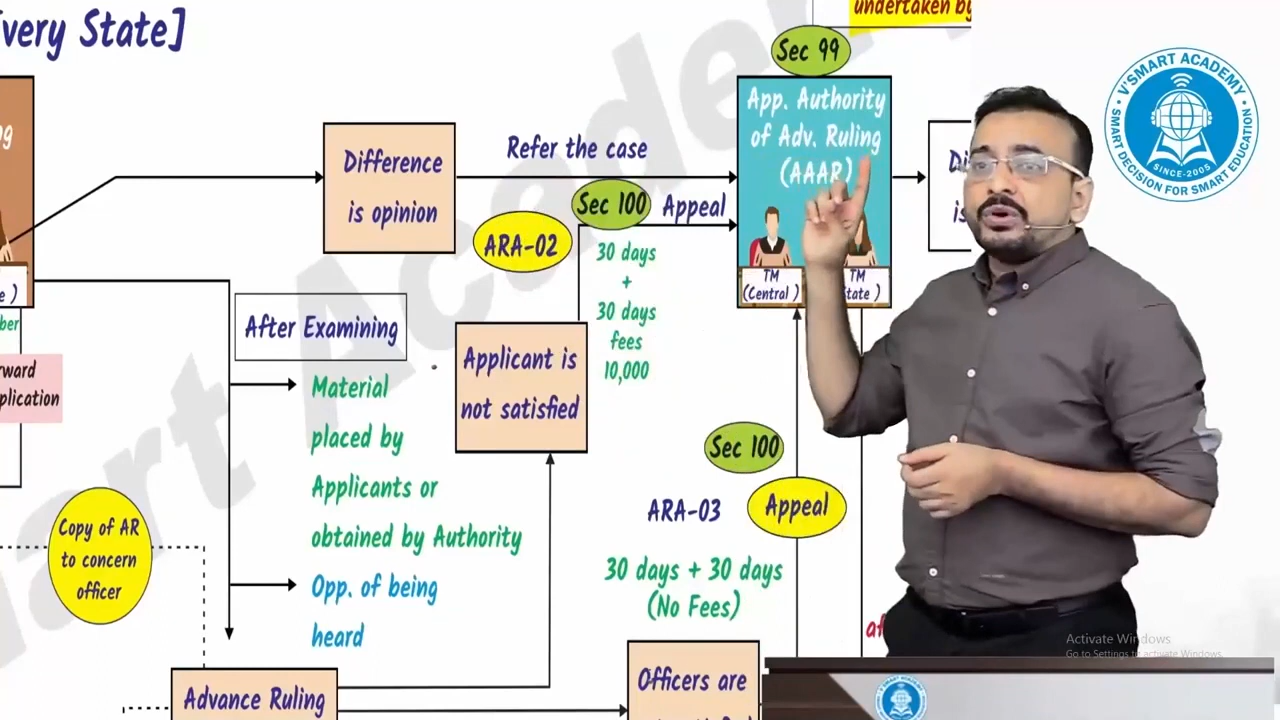 very State]
undertaken by
Sec 99
App. Authority
of Adv. Ruling
(AAAR)
TM
(Central )
TM
State )
Difference
is opinion
Refer the case
Sec 100
Appeal
ARA-02
30 days
+
30 days
fees
10,000
Applicant is
not satisfied
After Examining
Material
placed by
Applicants or
obtained by Authority
Opp. of being
heard
Copy of AR
to concern
officer
Sec 100
ARA-03
Appeal
30 days + 30 days
(No Fees)
Advance Ruling
Officers are
V'SMART ACADEMY
SINCE-2005
SMART DECISION FOR SMART EDUCATION
Activate Windows
Go to Settings to activate Windows.